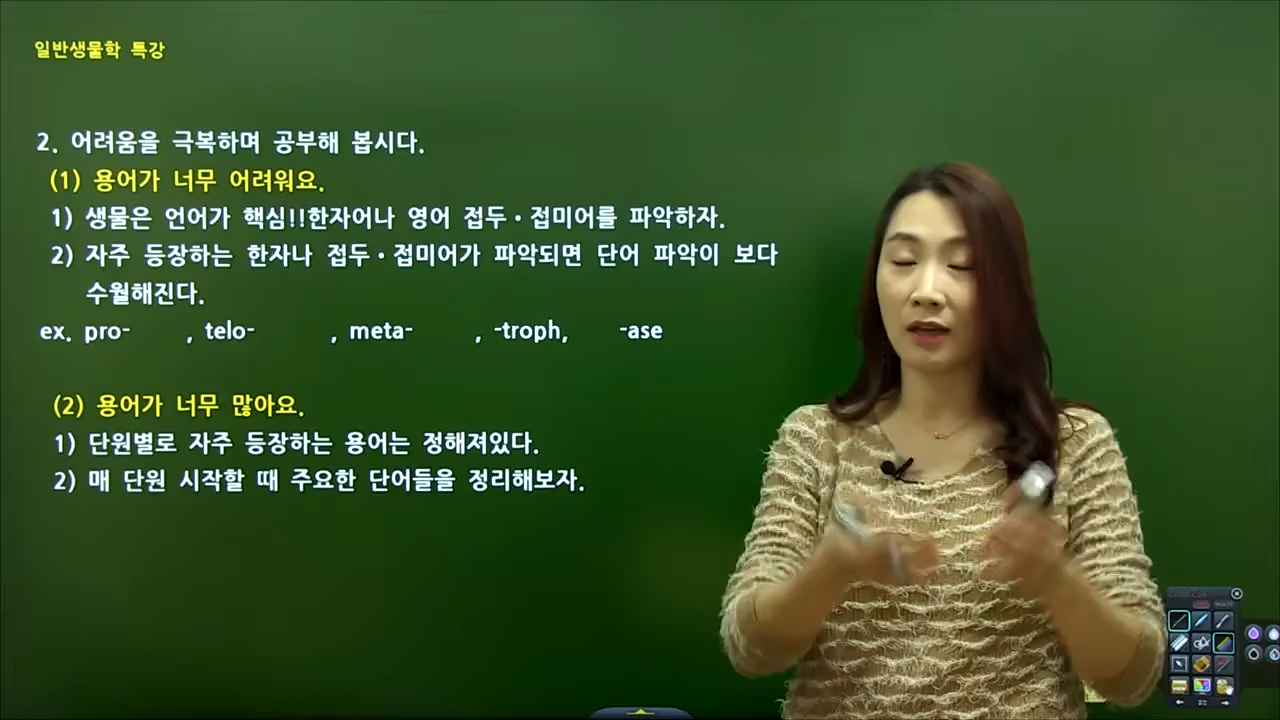 일반생물학 특강
2. 어려움을 극복하며 공부해 봅시다.
(1) 용어가 너무 어려워요.
1) 생물은 언어가 핵심!!한자어나 영어 접두·접미어를 파악하자.
2) 자주 등장하는 한자나 접두·접미어가 파악되면 단어 파악이 보다
수월해진다.
ex. pro- , telo- , meta- , -troph, -ase
(2) 용어가 너무 많아요.
1) 단원별로 자주 등장하는 용어는 정해져있다.
2) 매 단원 시작할 때 주요한 단어들을 정리해보자.